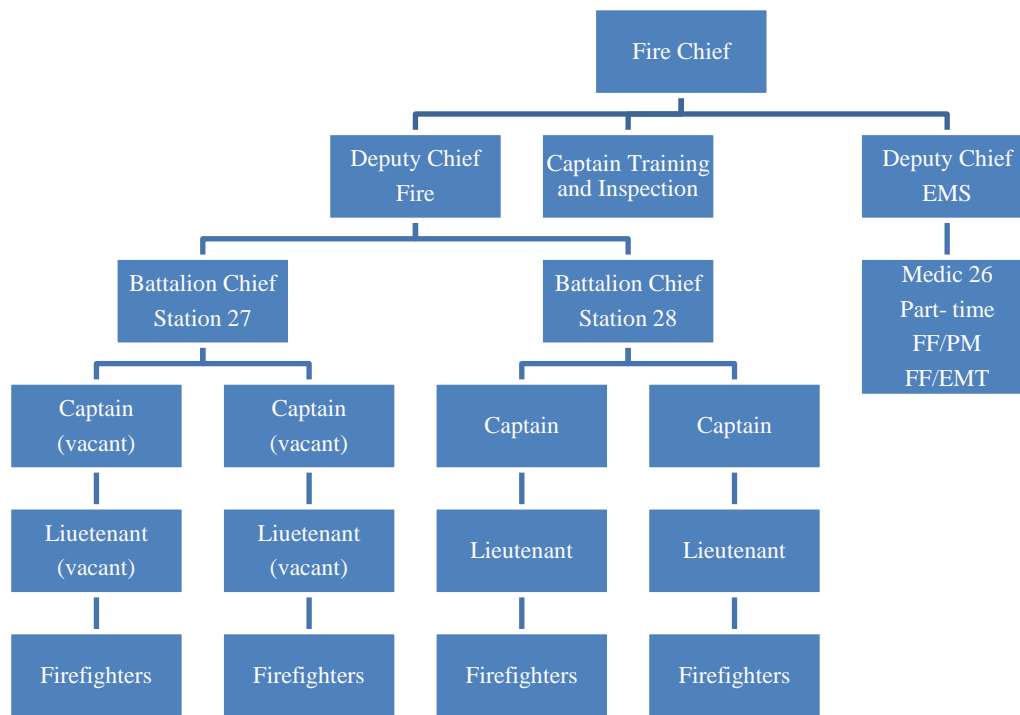 Fire Chief
Deputy Chief
Fire
Captain Training
and Inspection
Deputy Chief
EMS
Battalion Chief
Station 27
Battalion Chief
Station 28
Medic 26
Part- time
FF/PM
FF/EMT
Captain
(vacant)
Captain
(vacant)
Captain
Captain
Liuetenant
(vacant)
Liuetenant
(vacant)
Lieutenant
Lieutenant
Firefighters
Firefighters
Firefighters
Firefighters